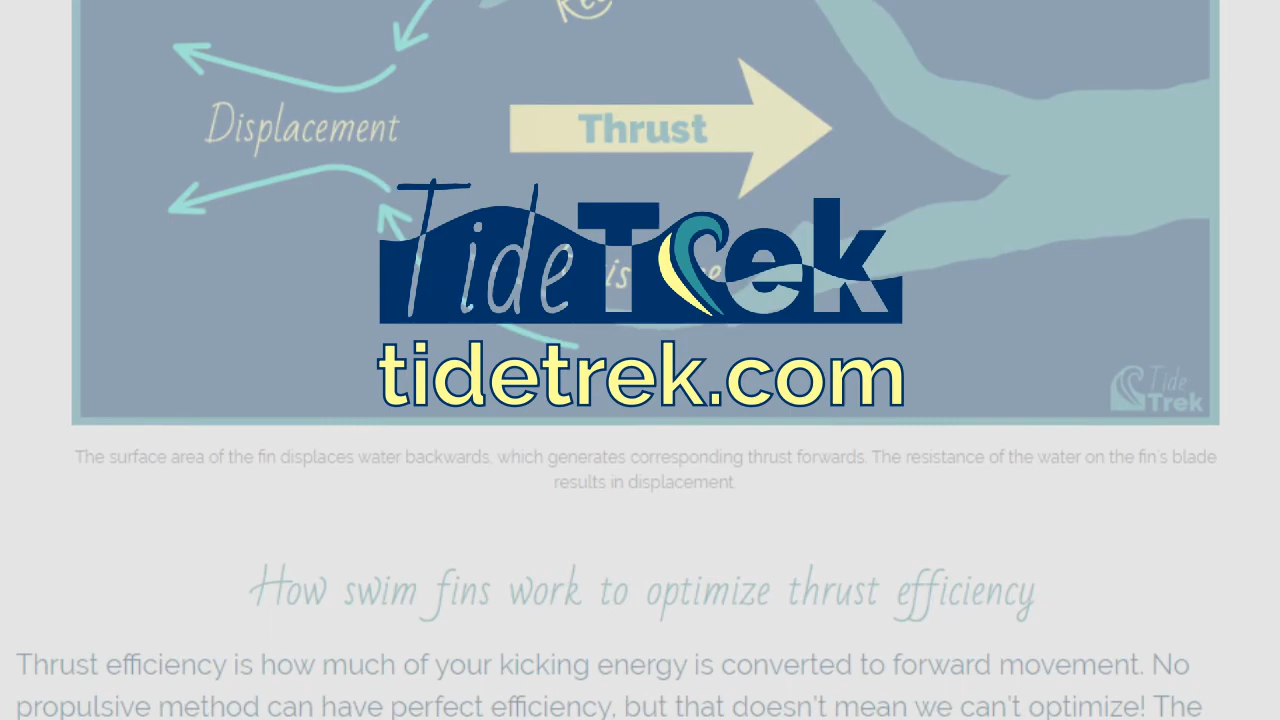 Displacement
Thrust
TideTrek
tidetrek.com
Tide
Trek
The surface area of the fin displaces water backwards, which generates corresponding thrust forwards. The resistance of the water on the fin's blade
results in displacement.
How swim fins work to optimize thrust efficiency
Thrust efficiency is how much of your kicking energy is converted to forward movement. No
propulsive method can have perfect efficiency, but that doesn't mean we can't optimize! The